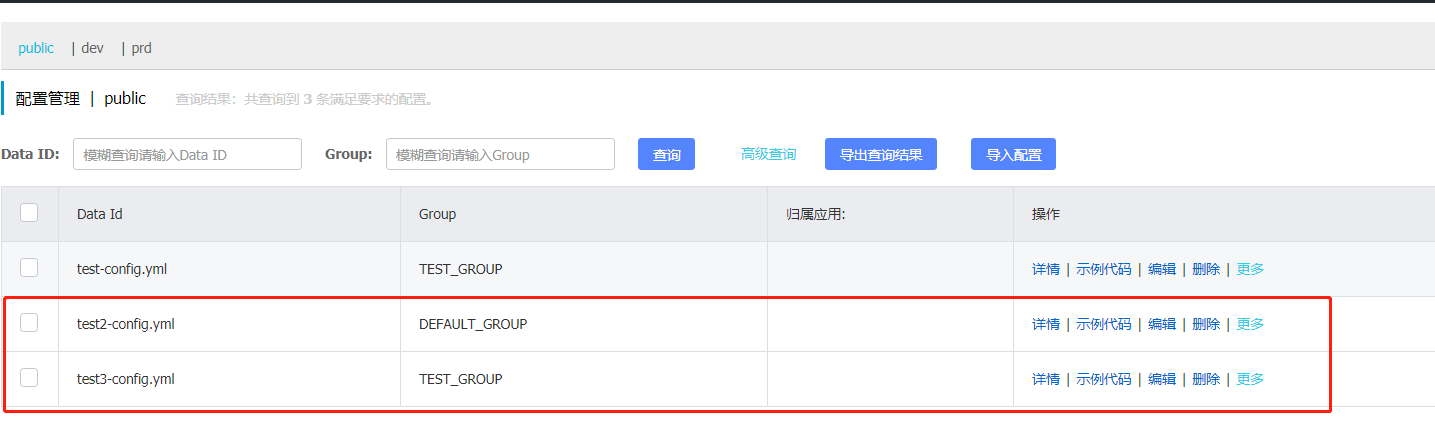 public | dev | prd
配置管理 | public 查询结果：共查询到 3 条满足要求的配置。
Data ID: 模糊查询请输入Data ID Group: 模糊查询请输入Group 查询 高级查询 导出查询结果 导入配置
Data Id Group 归属应用: 操作
test-config.yml TEST_GROUP 详情 | 示例代码 | 编辑 | 删除 | 更多
test2-config.yml DEFAULT_GROUP 详情 | 示例代码 | 编辑 | 删除 | 更多
test3-config.yml TEST_GROUP 详情 | 示例代码 | 编辑 | 删除 | 更多